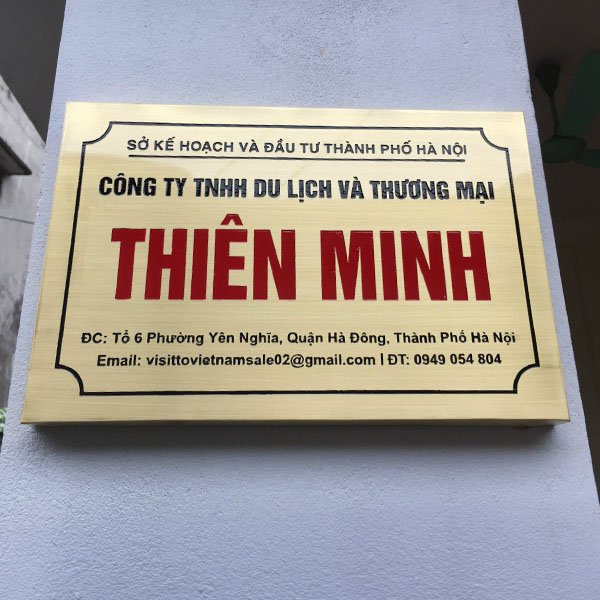 SỞ KẾ HOẠCH VÀ ĐẦU TƯ THÀNH PHỐ HÀ NỘI
CÔNG TY TNHH DU LỊCH VÀ THƯƠNG MẠI
THIÊN MINH
ĐC: Tổ 6 Phường Yên Nghĩa, Quận Hà Đông, Thành Phố Hà Nội
Email: visittovietnamsale02@gmail.com | ĐT: 0949 054 804